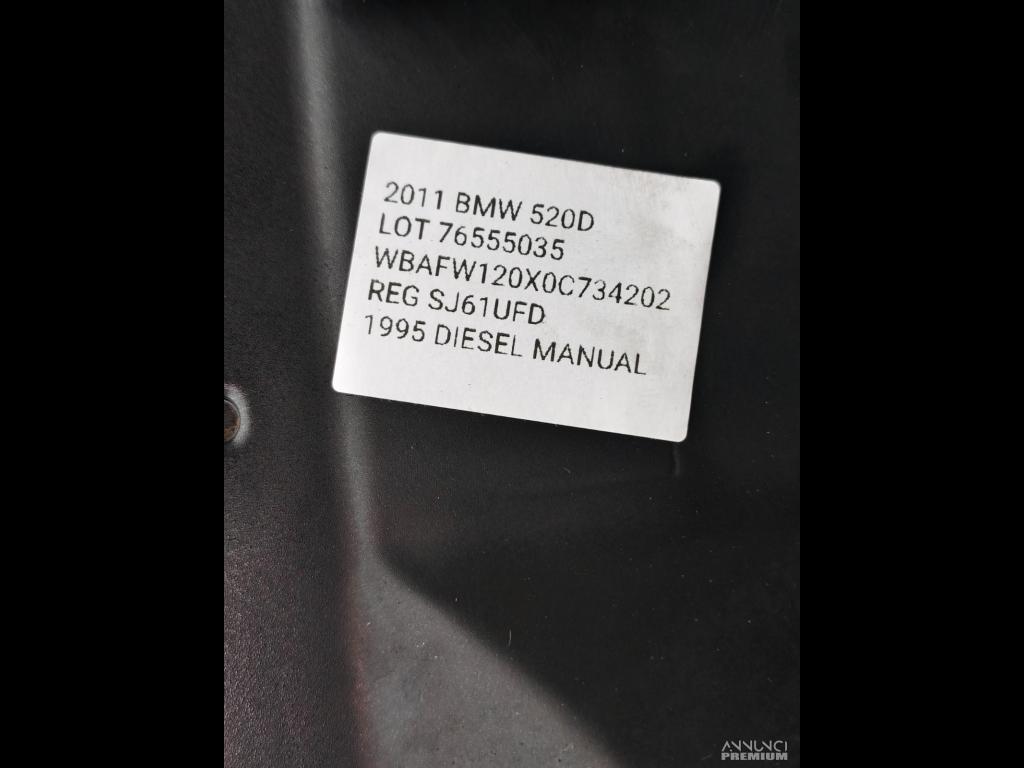 2011 BMW 520D
LOT 76555035
WBAFW120X0C734202
REG SJ61UFD
1995 DIESEL MANUAL
ANNUNCI
PREMIUM